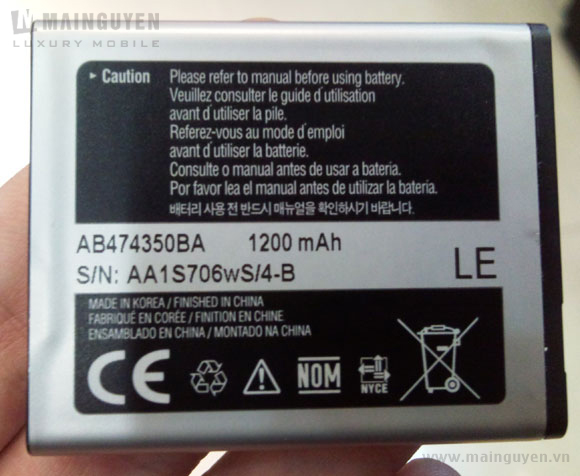 MAINGUYEN
LUXURY MOBILE
Caution
Please refer to manual before using battery.
Veuillez consulter le guide d'utilisation
avant d'utiliser la pile.
Referez-vous au mode d'emploi
avant d'utiliser la batterie.
Consulte o manual antes de usar a bateria.
Por favor lea el manual antes de utilizar la batería.
배터리 사용 전 반드시 매뉴얼을 숙지하시기 바랍니다.
AB474350BA 1200 mAh
S/N: AA1S706wS/4-B
LE
MADE IN KOREA / FINISHED IN CHINA
FABRIQUÉ EN CORÉE / FINITION EN CHINE
ENSAMBLADO EN CHINA / MONTADO NA CHINA
CE
NOM
NYCE
www.mainguyen.vn